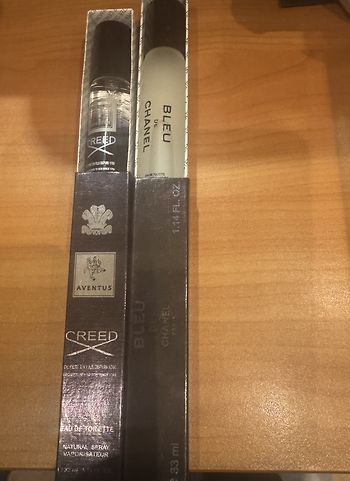 CREED
AVENTUS
CREED
EAU DE TOILETTE
NATURAL SPRAY
VAPORISATEUR
BLEU
DE
CHANEL
1.14 FL. OZ
BLEU
DE
CHANEL
33 ml